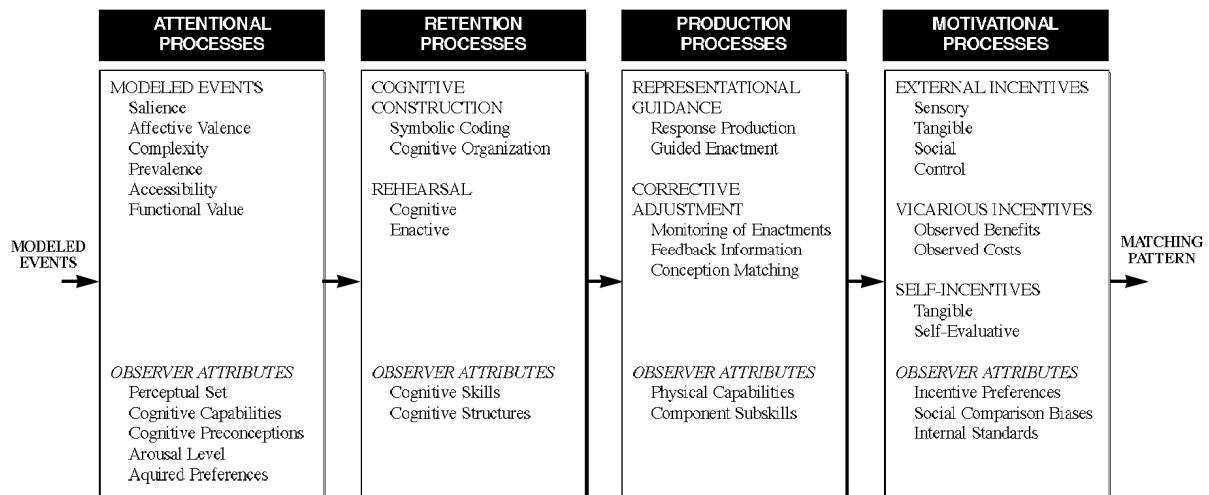 MODELED
EVENTS
ATTENTIONAL
PROCESSES
MODELED EVENTS
Salience
Affective Valence
Complexity
Prevalence
Accessibility
Functional Value
OBSERVER ATTRIBUTES
Perceptual Set
Cognitive Capabilities
Cognitive Preconceptions
Arousal Level
Aquired Preferences
RETENTION
PROCESSES
COGNITIVE
CONSTRUCTION
Symbolic Coding
Cognitive Organization
REHEARSAL
Cognitive
Enactive
OBSERVER ATTRIBUTES
Cognitive Skills
Cognitive Structures
PRODUCTION
PROCESSES
REPRESENTATIONAL
GUIDANCE
Response Production
Guided Enactment
CORRECTIVE
ADJUSTMENT
Monitoring of Enactments
Feedback Information
Conception Matching
OBSERVER ATTRIBUTES
Physical Capabilities
Component Subskills
MOTIVATIONAL
PROCESSES
EXTERNAL INCENTIVES
Sensory
Tangible
Social
Control
VICARIOUS INCENTIVES
Observed Benefits
Observed Costs
SELF-INCENTIVES
Tangible
Self-Evaluative
OBSERVER ATTRIBUTES
Incentive Preferences
Social Comparison Biases
Internal Standards
MATCHING
PATTERN